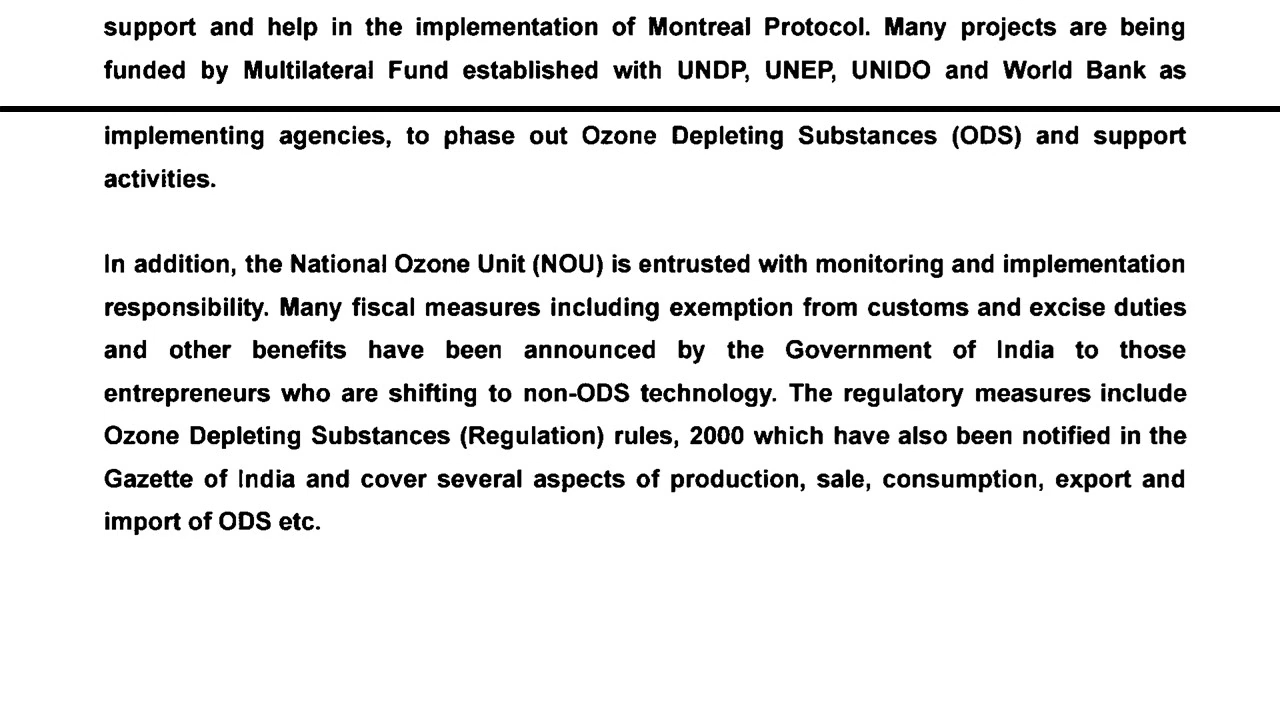 support and help in the implementation of Montreal Protocol. Many projects are being
funded by Multilateral Fund established with UNDP, UNEP, UNIDO and World Bank as
implementing agencies, to phase out Ozone Depleting Substances (ODS) and support
activities.
In addition, the National Ozone Unit (NOU) is entrusted with monitoring and implementation
responsibility. Many fiscal measures including exemption from customs and excise duties
and other benefits have been announced by the Government of India to those
entrepreneurs who are shifting to non-ODS technology. The regulatory measures include
Ozone Depleting Substances (Regulation) rules, 2000 which have also been notified in the
Gazette of India and cover several aspects of production, sale, consumption, export and
import of ODS etc.